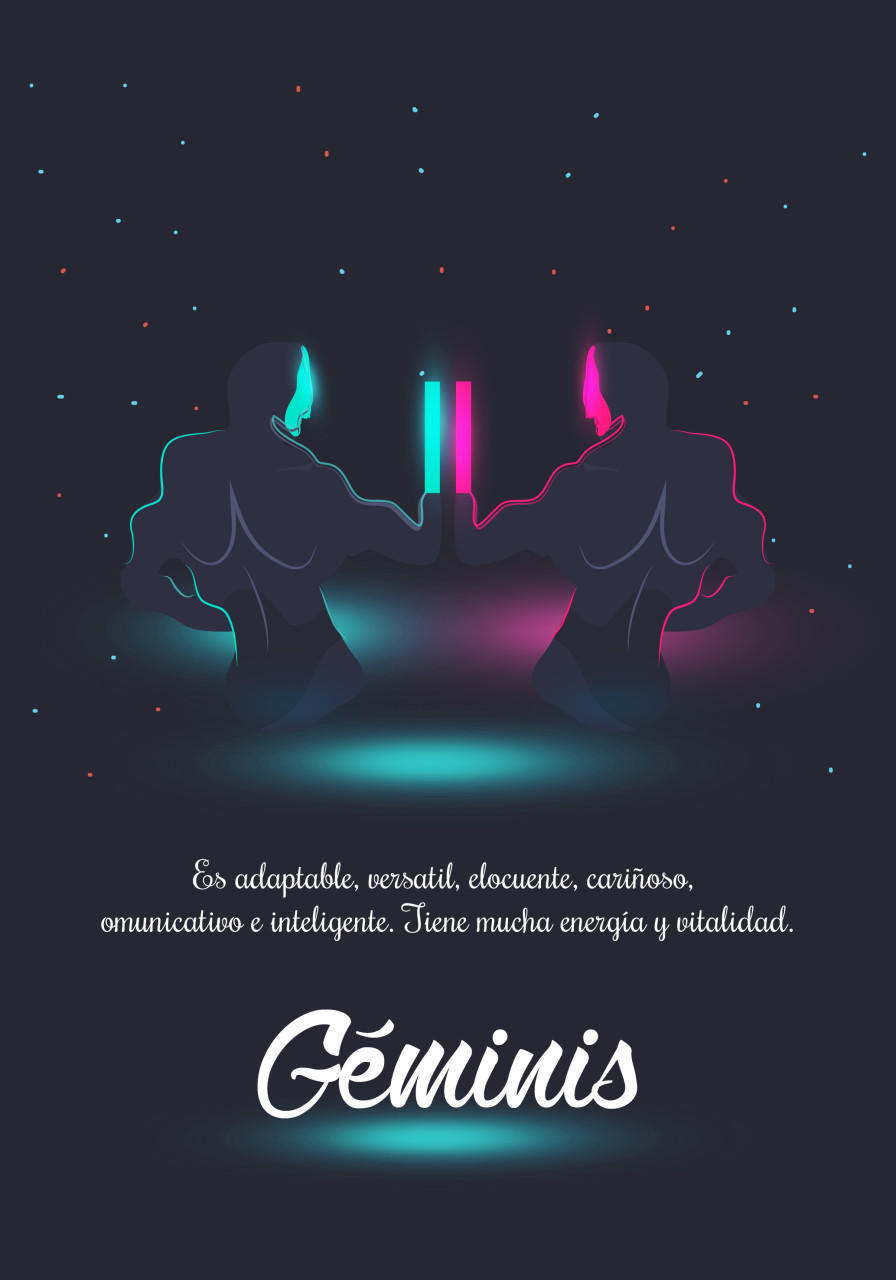 Es adaptable, versatil, elocuente, cariñoso,
omunicativo e inteligente. Tiene mucha energía y vitalidad.
Géminis